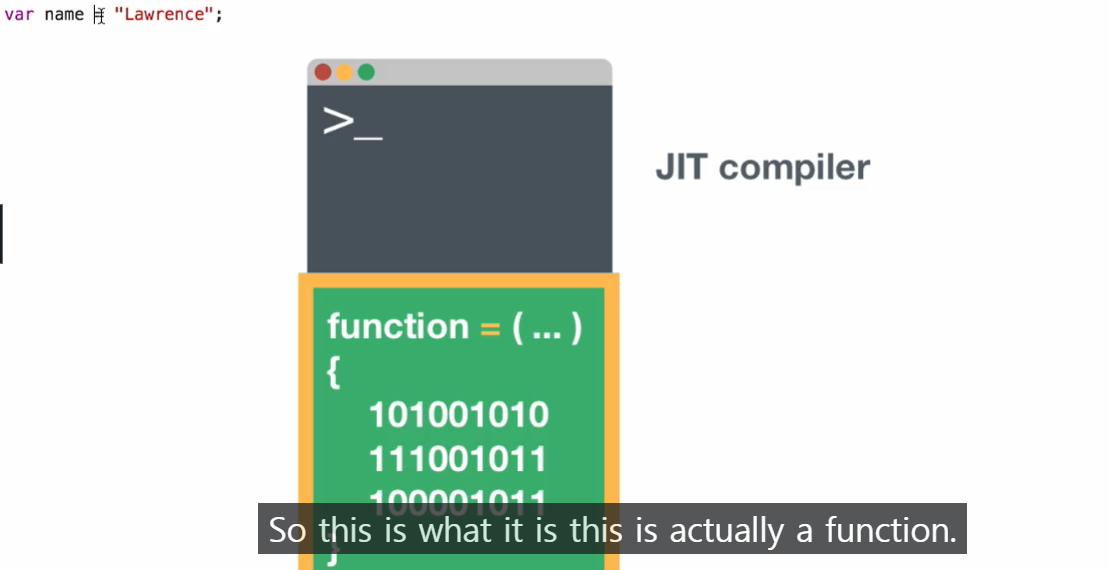 var name = "Lawrence";
>_
JIT compiler
function = ( ... )
{
101001010
111001011
100001011
}
So this is what it is this is actually a function.